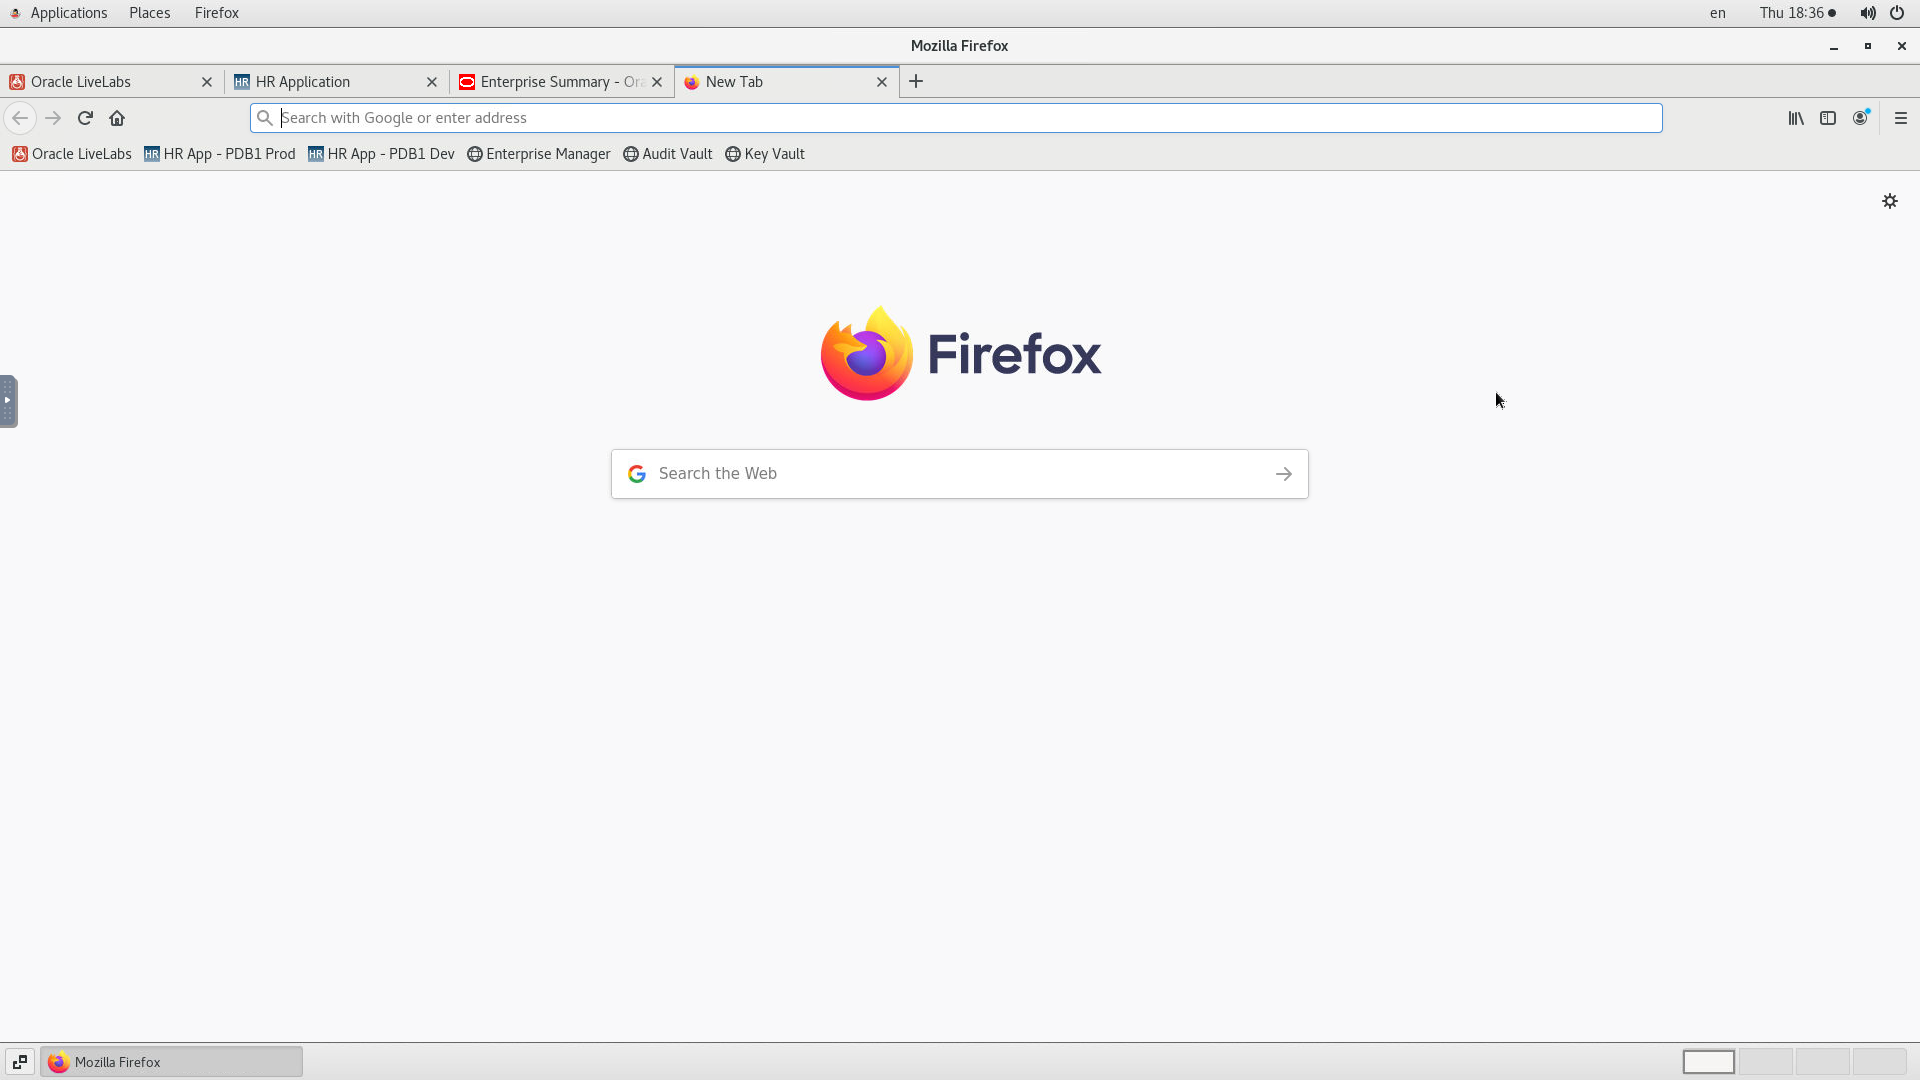 Applications Places Firefox en Thu 18:36
Mozilla Firefox
Oracle LiveLabs HR HR Application Enterprise Summary - Ora New Tab
Search with Google or enter address
Oracle LiveLabs HR HR App - PDB1 Prod HR HR App - PDB1 Dev Enterprise Manager Audit Vault Key Vault
Firefox
Search the Web
Mozilla Firefox